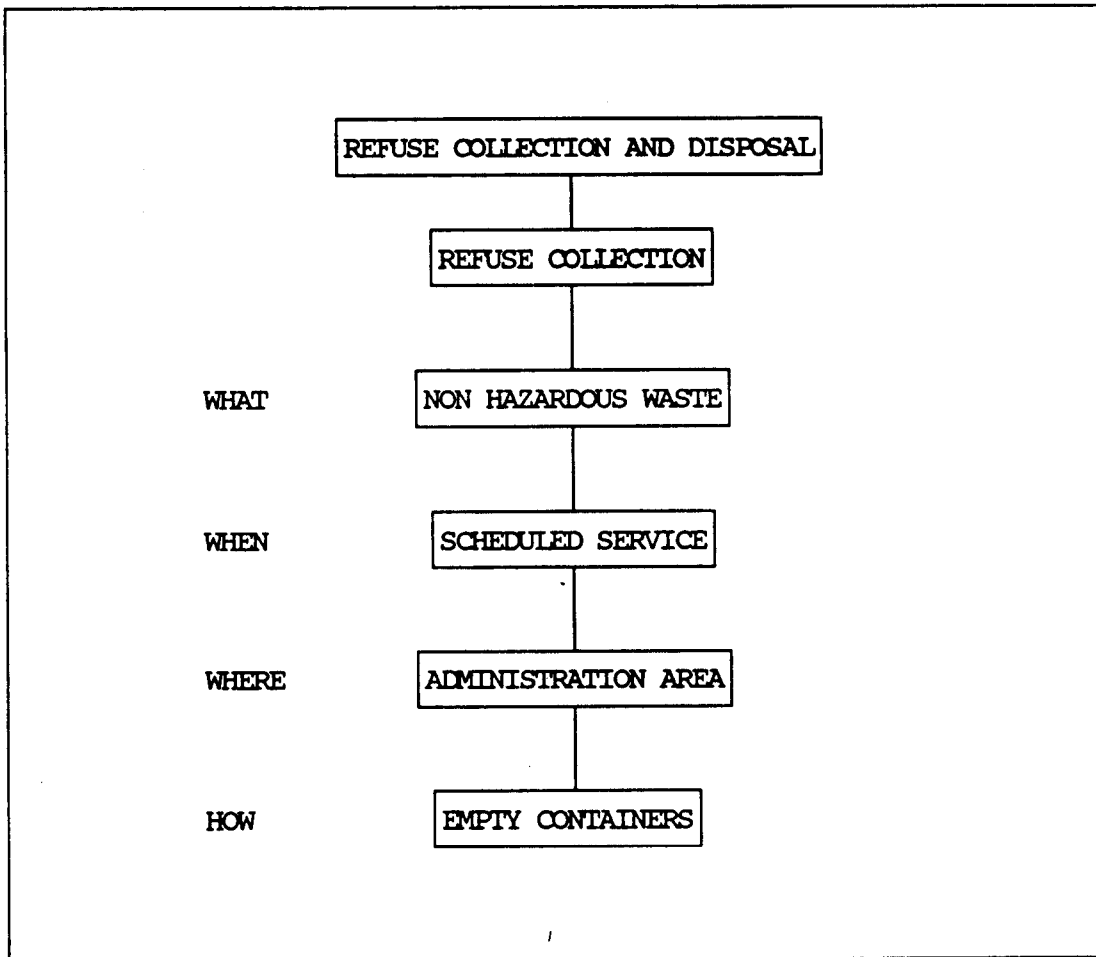 REFUSE COLLECTION AND DISPOSAL
REFUSE COLLECTION
WHAT NON HAZARDOUS WASTE
WHEN SCHEDULED SERVICE
WHERE ADMINISTRATION AREA
HOW EMPTY CONTAINERS